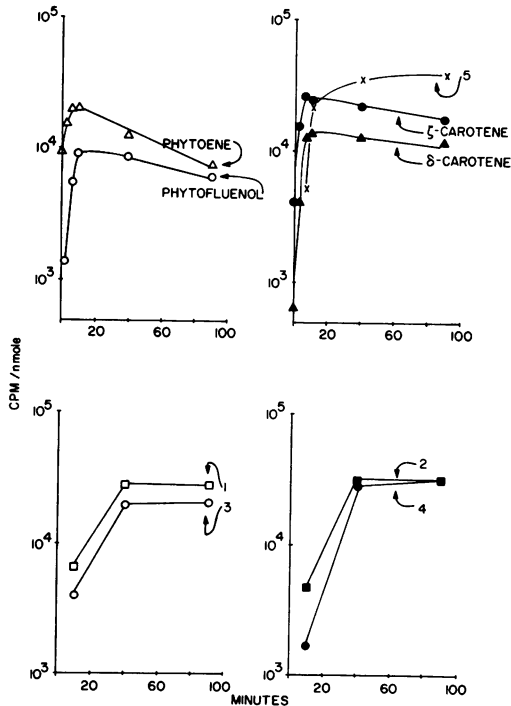 10⁵
10⁴
10³
PHYTOENE
PHYTOFLUENOL
20 60 100
10⁵
10⁴
10³
5
ζ-CAROTENE
δ-CAROTENE
20 60 100
CPM/nmole
10⁵
10⁴
10³
1
3
20 60 100
10⁵
10⁴
10³
2
4
20 60 100
MINUTES